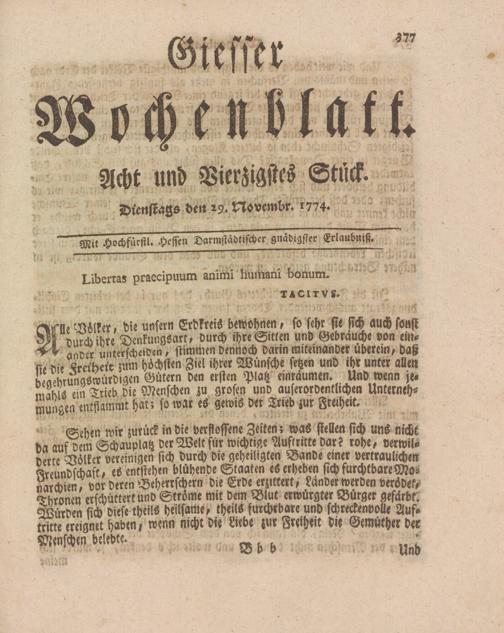 377
Giesser
Wochenblatt.
Acht und Vierzigstes Stück.
Dienstags den 29. Novembr. 1774.
Mit Hochfürstl. Hessen Darmstädtischer gnädigster Erlaubniß.
Libertas praecipuum animi humani bonum.
TACITVS.
Alle Völker, die unsern Erdkreis bewohnen, so sehr sie sich auch sonst
durch ihre Denkungsart, durch ihre Sitten und Gebräuche von ein-
ander unterscheiden, stimmen dennoch darin miteinander überein, daß
sie die Freiheit zum höchsten Ziel ihrer Wünsche setzen und ihr unter allen
begehrungswürdigen Gütern den ersten Platz einräumen. Und wenn je-
mahls ein Trieb die Menschen zu grosen und auserordentlichen Unterneh-
mungen entflammt hat; so war es gewis der Trieb zur Freiheit.
Sehen wir zurück in die verflossene Zeiten; was stellen sich uns nicht
da auf dem Schauplatz der Welt für wichtige Auftritte dar? rohe, verwil-
derte Völker vereinigen sich durch die geheiligten Bande einer vertraulichen
Freundschaft, es entstehen blühende Staaten es erheben sich furchtbare Mo-
narchien, vor deren Beherrschern die Erde erzittert, Länder werden verödet,
Thronen erschüttert und Ströme mit dem Blut erwürgter Bürger gefärbt.
Würden sich diese theils heilsame, theils furchtbare und schreckenvolle Auf-
tritte ereignet haben, wenn nicht die Liebe zur Freiheit die Gemüther der
Menschen belebte.
B b b
Und